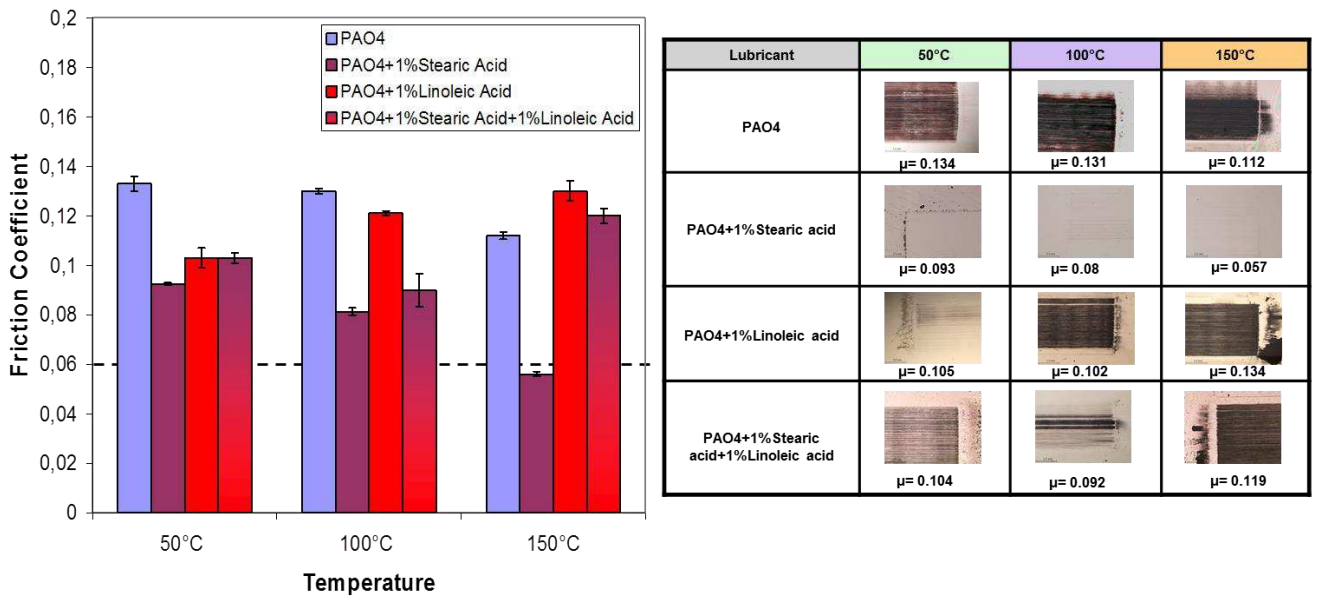 0,2
0,18
0,16
0,14
0,12
0,1
0,08
0,06
0,04
0,02
0
Friction Coefficient
PAO4
PAO4+1%Stearic Acid
PAO4+1%Linoleic Acid
PAO4+1%Stearic Acid+1%Linoleic Acid
50°C
100°C
150°C
Temperature
Lubricant
50°C
100°C
150°C
PAO4
μ= 0.134
μ= 0.131
μ= 0.112
PAO4+1%Stearic acid
μ= 0.093
μ= 0.08
μ= 0.057
PAO4+1%Linoleic acid
μ= 0.105
μ= 0.102
μ= 0.134
PAO4+1%Stearic
acid+1%Linoleic acid
μ= 0.104
μ= 0.092
μ= 0.119